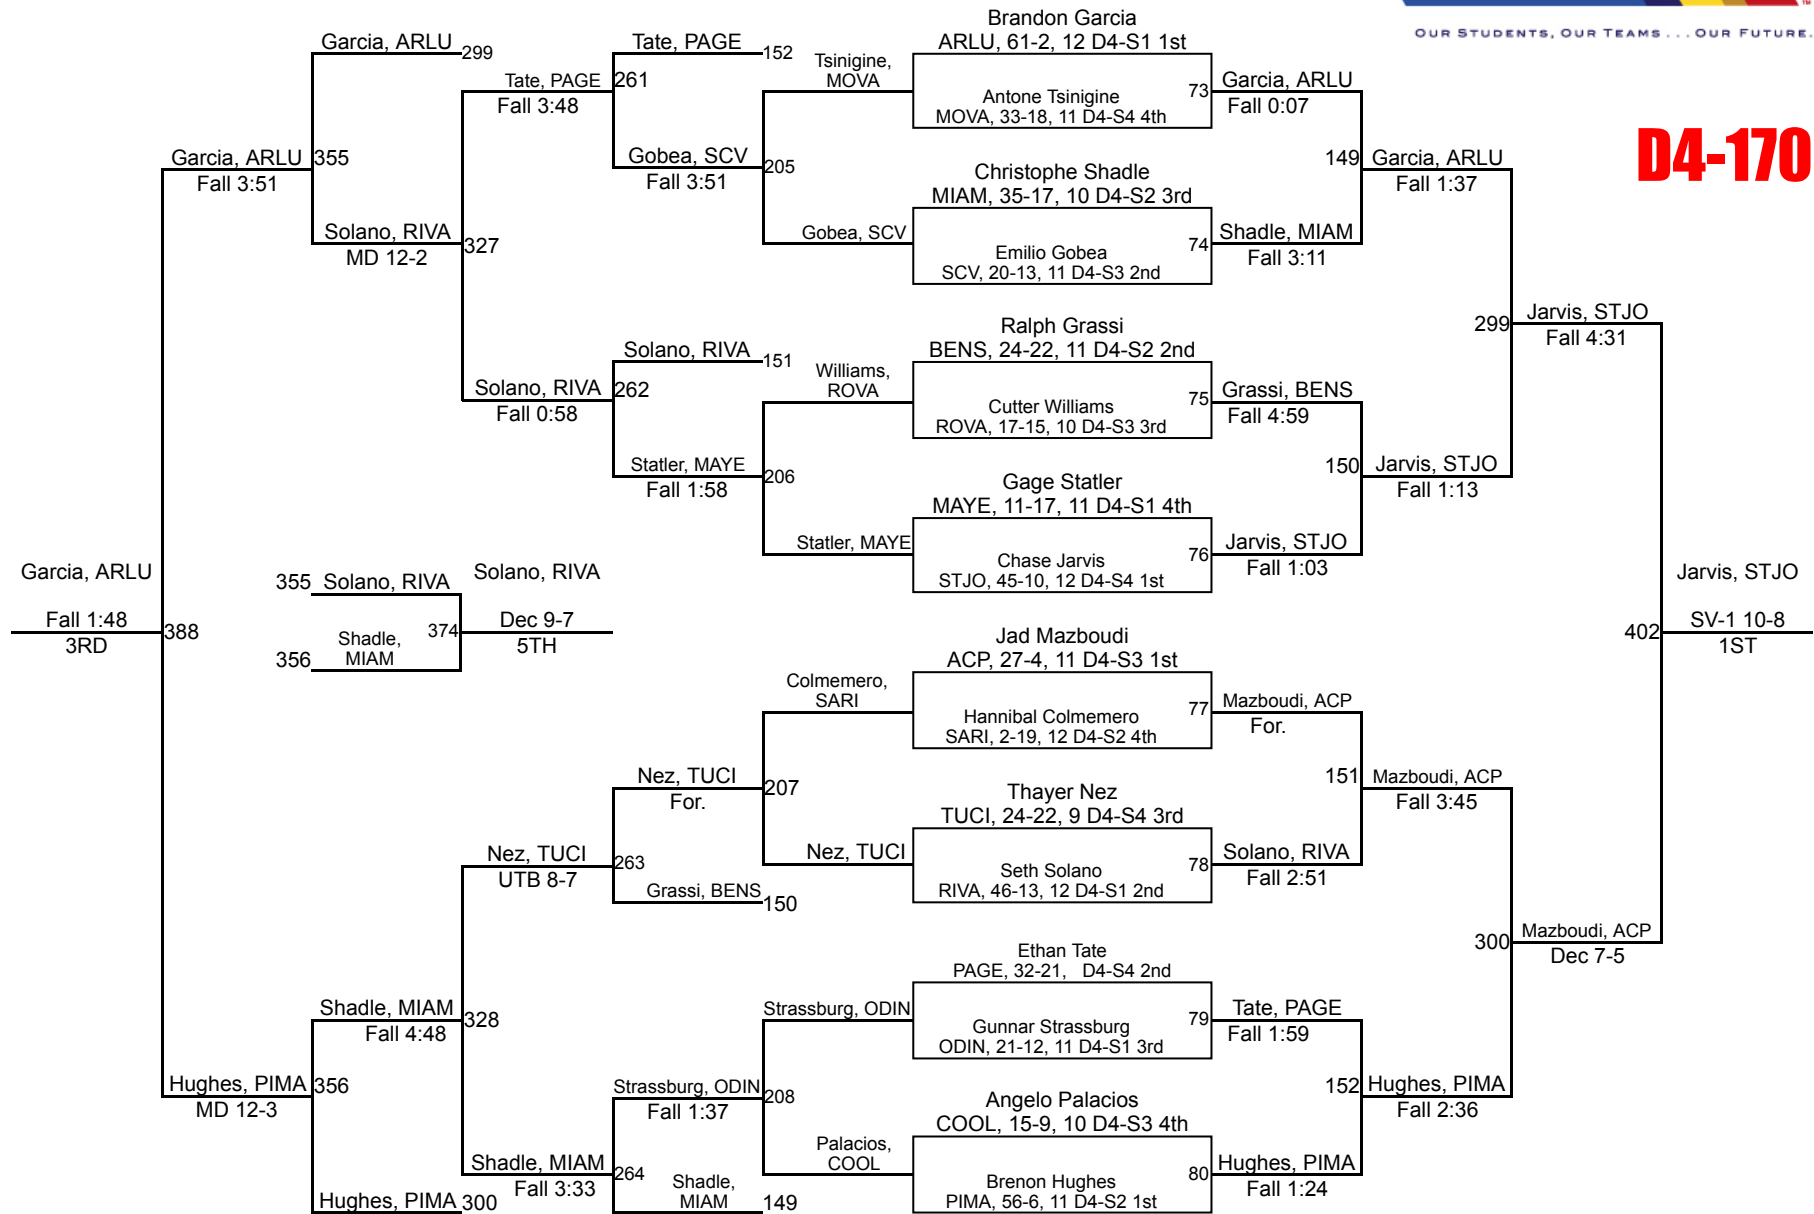 OUR STUDENTS, OUR TEAMS . . . OUR FUTURE.
TM
D4-170
Garcia, ARLU
299
Tate, PAGE
Fall 3:48
261
Tate, PAGE
152
Gobea, SCV
Fall 3:51
205
Tsinigine,
MOVA
Gobea, SCV
Garcia, ARLU
Fall 3:51
355
Solano, RIVA
MD 12-2
327
Solano, RIVA
Fall 0:58
262
Solano, RIVA
151
Statler, MAYE
Fall 1:58
206
Williams,
ROVA
Statler, MAYE
Garcia, ARLU
Fall 1:48
3RD
388
355
Solano, RIVA
356
Shadle,
MIAM
374
Solano, RIVA
Dec 9-7
5TH
Colmemero,
SARI
Nez, TUCI
For.
207
Nez, TUCI
Nez, TUCI
UTB 8-7
263
Grassi, BENS
150
Shadle, MIAM
Fall 4:48
328
Strassburg, ODIN
Hughes, PIMA
MD 12-3
356
Strassburg, ODIN
Fall 1:37
208
Palacios,
COOL
Shadle, MIAM
Fall 3:33
264
Shadle,
MIAM
149
Hughes, PIMA
300
Brandon Garcia
ARLU, 61-2, 12 D4-S1 1st
Antone Tsinigine
MOVA, 33-18, 11 D4-S4 4th
73
Garcia, ARLU
Fall 0:07
Christophe Shadle
MIAM, 35-17, 10 D4-S2 3rd
Emilio Gobea
SCV, 20-13, 11 D4-S3 2nd
74
Shadle, MIAM
Fall 3:11
149
Garcia, ARLU
Fall 1:37
Ralph Grassi
BENS, 24-22, 11 D4-S2 2nd
Cutter Williams
ROVA, 17-15, 10 D4-S3 3rd
75
Grassi, BENS
Fall 4:59
Gage Statler
MAYE, 11-17, 11 D4-S1 4th
Chase Jarvis
STJO, 45-10, 12 D4-S4 1st
76
Jarvis, STJO
Fall 1:03
150
Jarvis, STJO
Fall 1:13
299
Jarvis, STJO
Fall 4:31
Jad Mazboudi
ACP, 27-4, 11 D4-S3 1st
Hannibal Colmemero
SARI, 2-19, 12 D4-S2 4th
77
Mazboudi, ACP
For.
Thayer Nez
TUCI, 24-22, 9 D4-S4 3rd
Seth Solano
RIVA, 46-13, 12 D4-S1 2nd
78
Solano, RIVA
Fall 2:51
151
Mazboudi, ACP
Fall 3:45
Ethan Tate
PAGE, 32-21, D4-S4 2nd
Gunnar Strassburg
ODIN, 21-12, 11 D4-S1 3rd
79
Tate, PAGE
Fall 1:59
Angelo Palacios
COOL, 15-9, 10 D4-S3 4th
Brenon Hughes
PIMA, 56-6, 11 D4-S2 1st
80
Hughes, PIMA
Fall 1:24
152
Hughes, PIMA
Fall 2:36
300
Mazboudi, ACP
Dec 7-5
402
Jarvis, STJO
SV-1 10-8
1ST